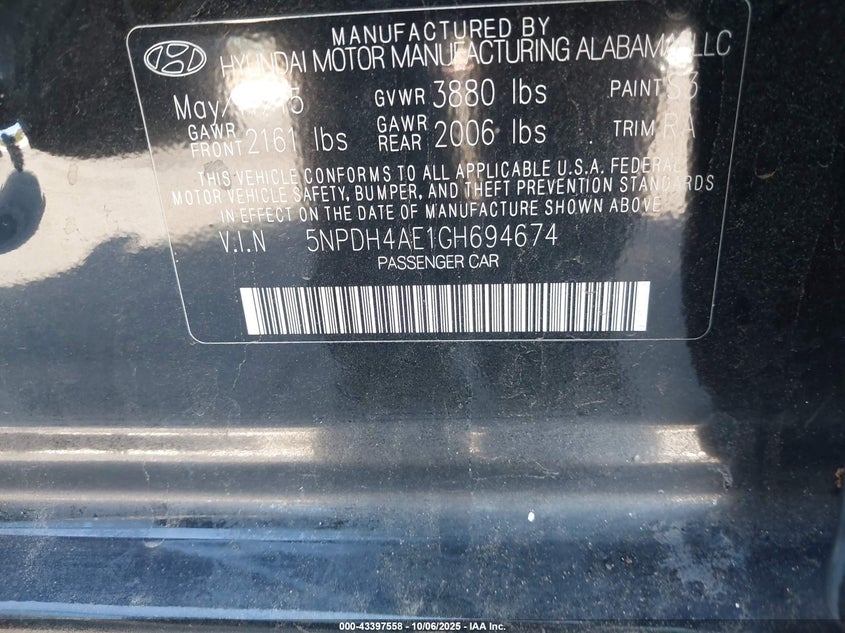 MANUFACTURED BY
HYUNDAI MOTOR MANUFACTURING ALABAMA, LLC
GVWR 3880 lbs PAINT S3
GAWR FRONT 2161 lbs GAWR REAR 2006 lbs TRIM RA
THIS VEHICLE CONFORMS TO ALL APPLICABLE U.S.A. FEDERAL
MOTOR VEHICLE SAFETY, BUMPER, AND THEFT PREVENTION STANDARDS
IN EFFECT ON THE DATE OF MANUFACTURE SHOWN ABOVE
V.I.N 5NPDH4AE1GH694674
PASSENGER CAR
000-43397558 - 10/06/2025 - IAA Inc.